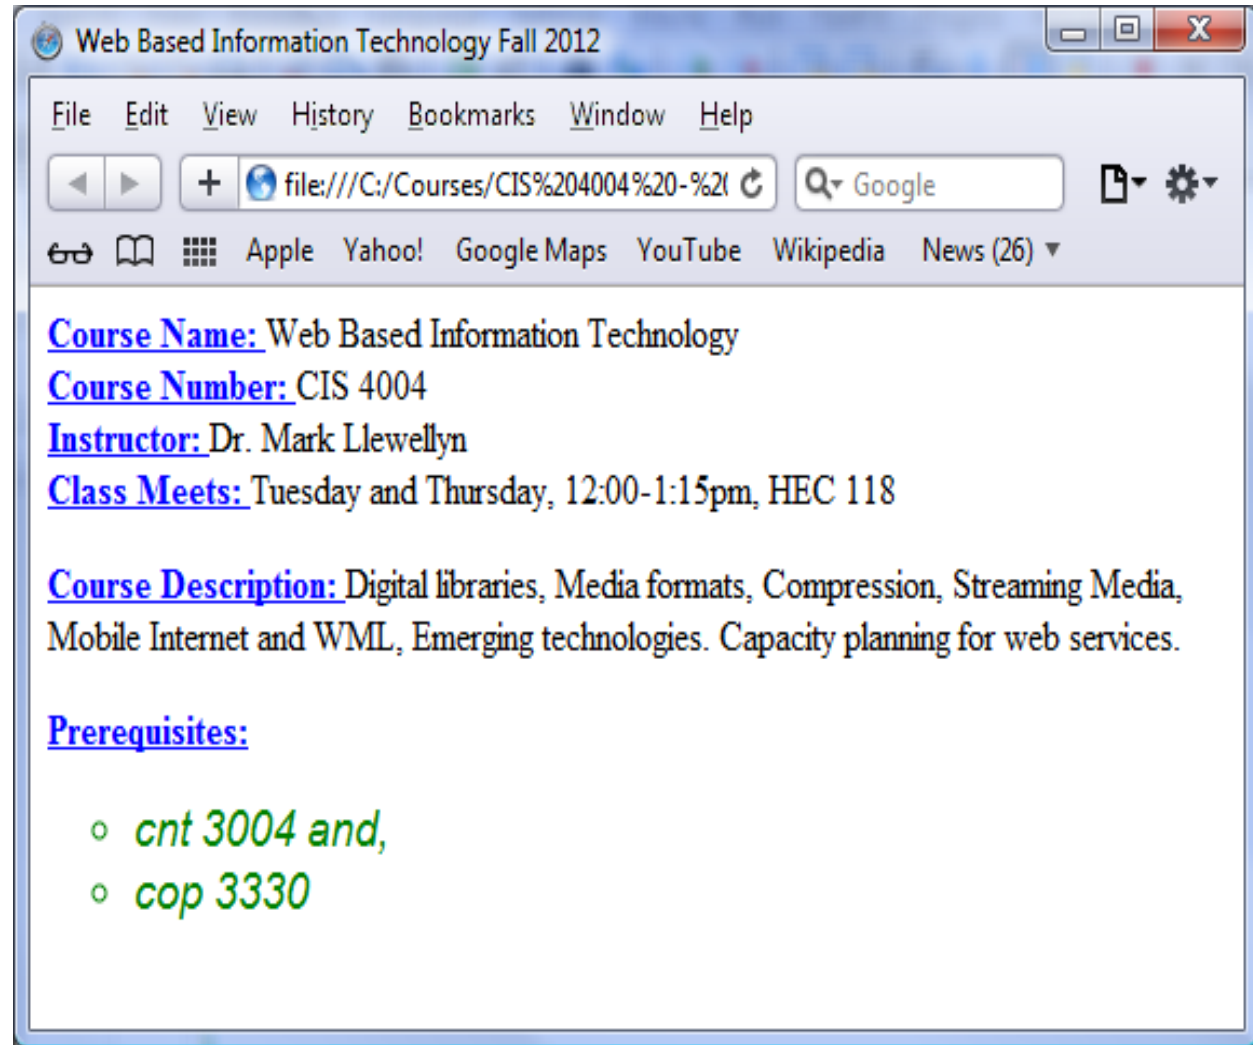 Web Based Information Technology Fall 2012
File Edit View History Bookmarks Window Help
file:///C:/Courses/CIS%204004%20-%20 Google
Apple Yahoo! Google Maps YouTube Wikipedia News (26)
Course Name: Web Based Information Technology
Course Number: CIS 4004
Instructor: Dr. Mark Llewellyn
Class Meets: Tuesday and Thursday, 12:00-1:15pm, HEC 118
Course Description: Digital libraries, Media formats, Compression, Streaming Media,
Mobile Internet and WML, Emerging technologies. Capacity planning for web services.
Prerequisites:
cnt 3004 and,
cop 3330